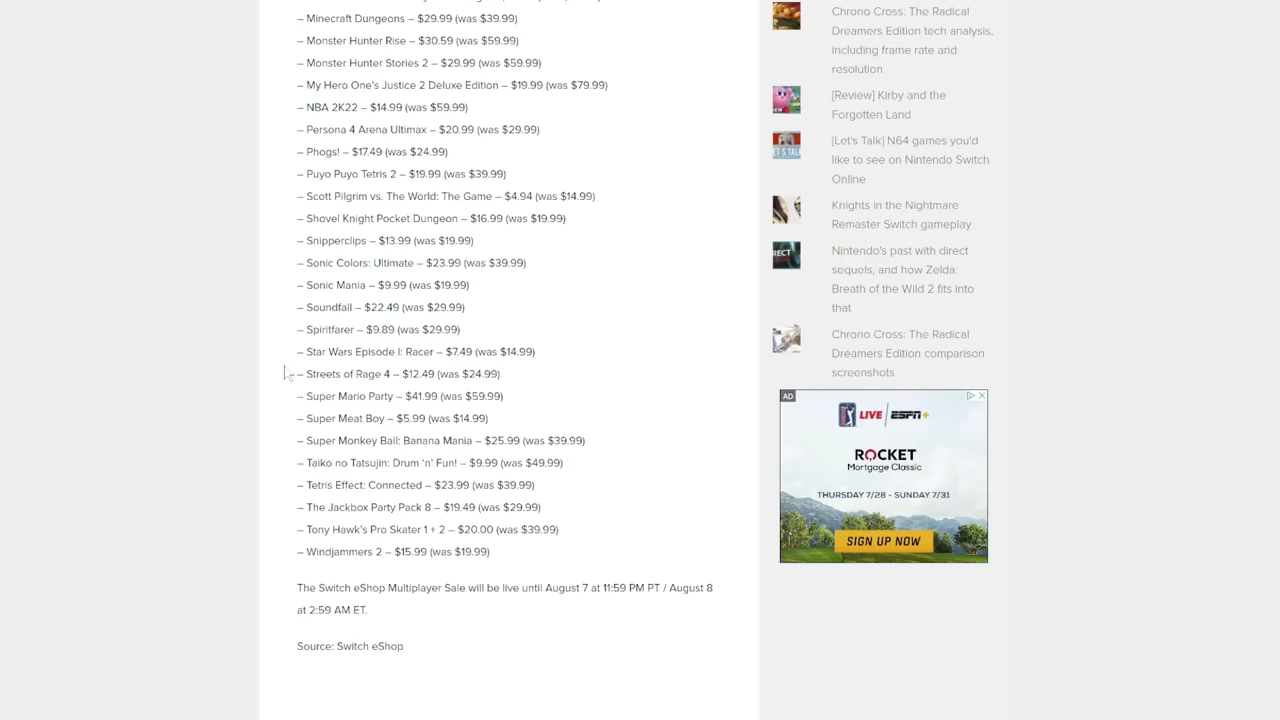 – Minecraft Dungeons – $29.99 (was $39.99)
– Monster Hunter Rise – $30.59 (was $59.99)
– Monster Hunter Stories 2 – $29.99 (was $59.99)
– My Hero One's Justice 2 Deluxe Edition – $19.99 (was $79.99)
– NBA 2K22 – $14.99 (was $59.99)
– Persona 4 Arena Ultimax – $20.99 (was $29.99)
– Phogs! – $17.49 (was $24.99)
– Puyo Puyo Tetris 2 – $19.99 (was $39.99)
– Scott Pilgrim vs. The World: The Game – $4.94 (was $14.99)
– Shovel Knight Pocket Dungeon – $16.99 (was $19.99)
– Snipperclips – $13.99 (was $19.99)
– Sonic Colors: Ultimate – $23.99 (was $39.99)
– Sonic Mania – $9.99 (was $19.99)
– Soundfall – $22.49 (was $29.99)
– Spiritfarer – $9.89 (was $29.99)
– Star Wars Episode I: Racer – $7.49 (was $14.99)
– Streets of Rage 4 – $12.49 (was $24.99)
– Super Mario Party – $41.99 (was $59.99)
– Super Meat Boy – $5.99 (was $14.99)
– Super Monkey Ball: Banana Mania – $25.99 (was $39.99)
– Taiko no Tatsujin: Drum 'n' Fun! – $9.99 (was $49.99)
– Tetris Effect: Connected – $23.99 (was $39.99)
– The Jackbox Party Pack 8 – $19.49 (was $29.99)
– Tony Hawk's Pro Skater 1 + 2 – $20.00 (was $39.99)
– Windjammers 2 – $15.99 (was $19.99)
The Switch eShop Multiplayer Sale will be live until August 7 at 11:59 PM PT / August 8
at 2:59 AM ET.
Source: Switch eShop
Chrono Cross: The Radical
Dreamers Edition tech analysis,
including frame rate and
resolution
[Review] Kirby and the
Forgotten Land
[Let's Talk] N64 games you'd
like to see on Nintendo Switch
Online
Knights in the Nightmare
Remaster Switch gameplay
Nintendo's past with direct
sequels, and how Zelda:
Breath of the Wild 2 fits into
that
Chrono Cross: The Radical
Dreamers Edition comparison
screenshots
AD
LIVE ESPN+
ROCKET
Mortgage Classic
THURSDAY 7/28 - SUNDAY 7/31
SIGN UP NOW